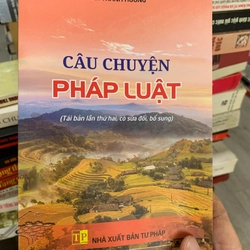 CÂU CHUYỆN
PHÁP LUẬT
(Tái bản lần thứ hai, có sửa đổi, bổ sung)
NHÀ XUẤT BẢN TƯ PHÁP